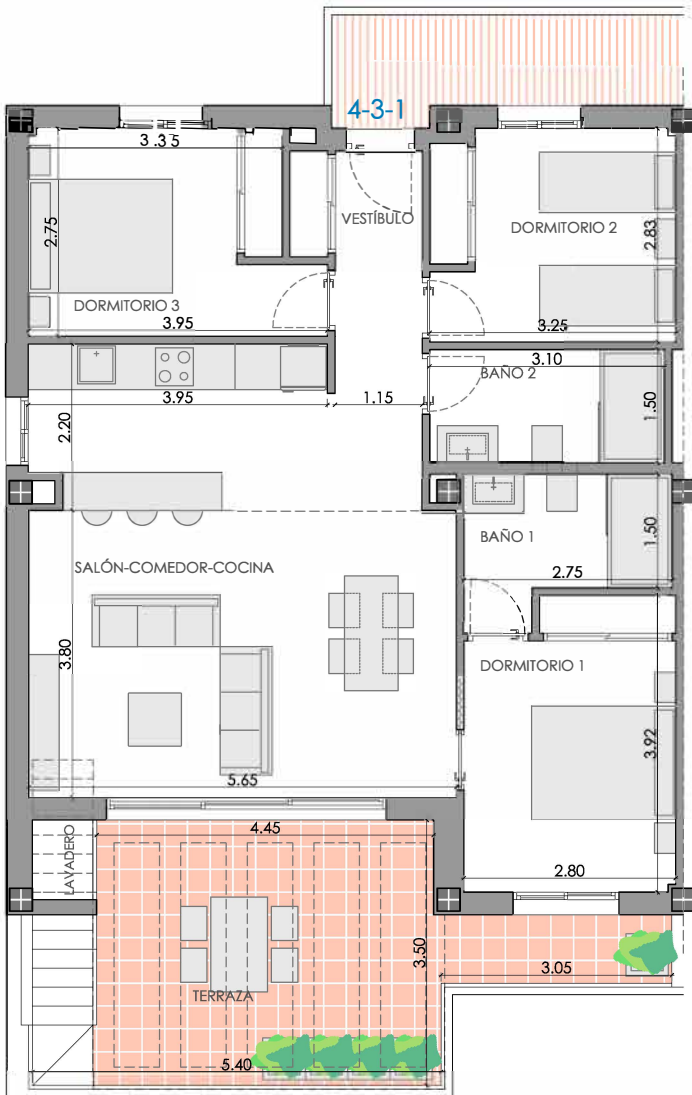 4-3-1
3.35
VESTÍBULO
DORMITORIO 2
2.75
2.83
DORMITORIO 3
3.95
3.25
3.10
BAÑO 2
3.95
1.15
1.50
2.20
BAÑO 1
1.50
SALÓN-COMEDOR-COCINA
2.75
3.80
DORMITORIO 1
3.92
5.65
4.45
LAVADERO
2.80
3.50
3.05
TERRAZA
5.40